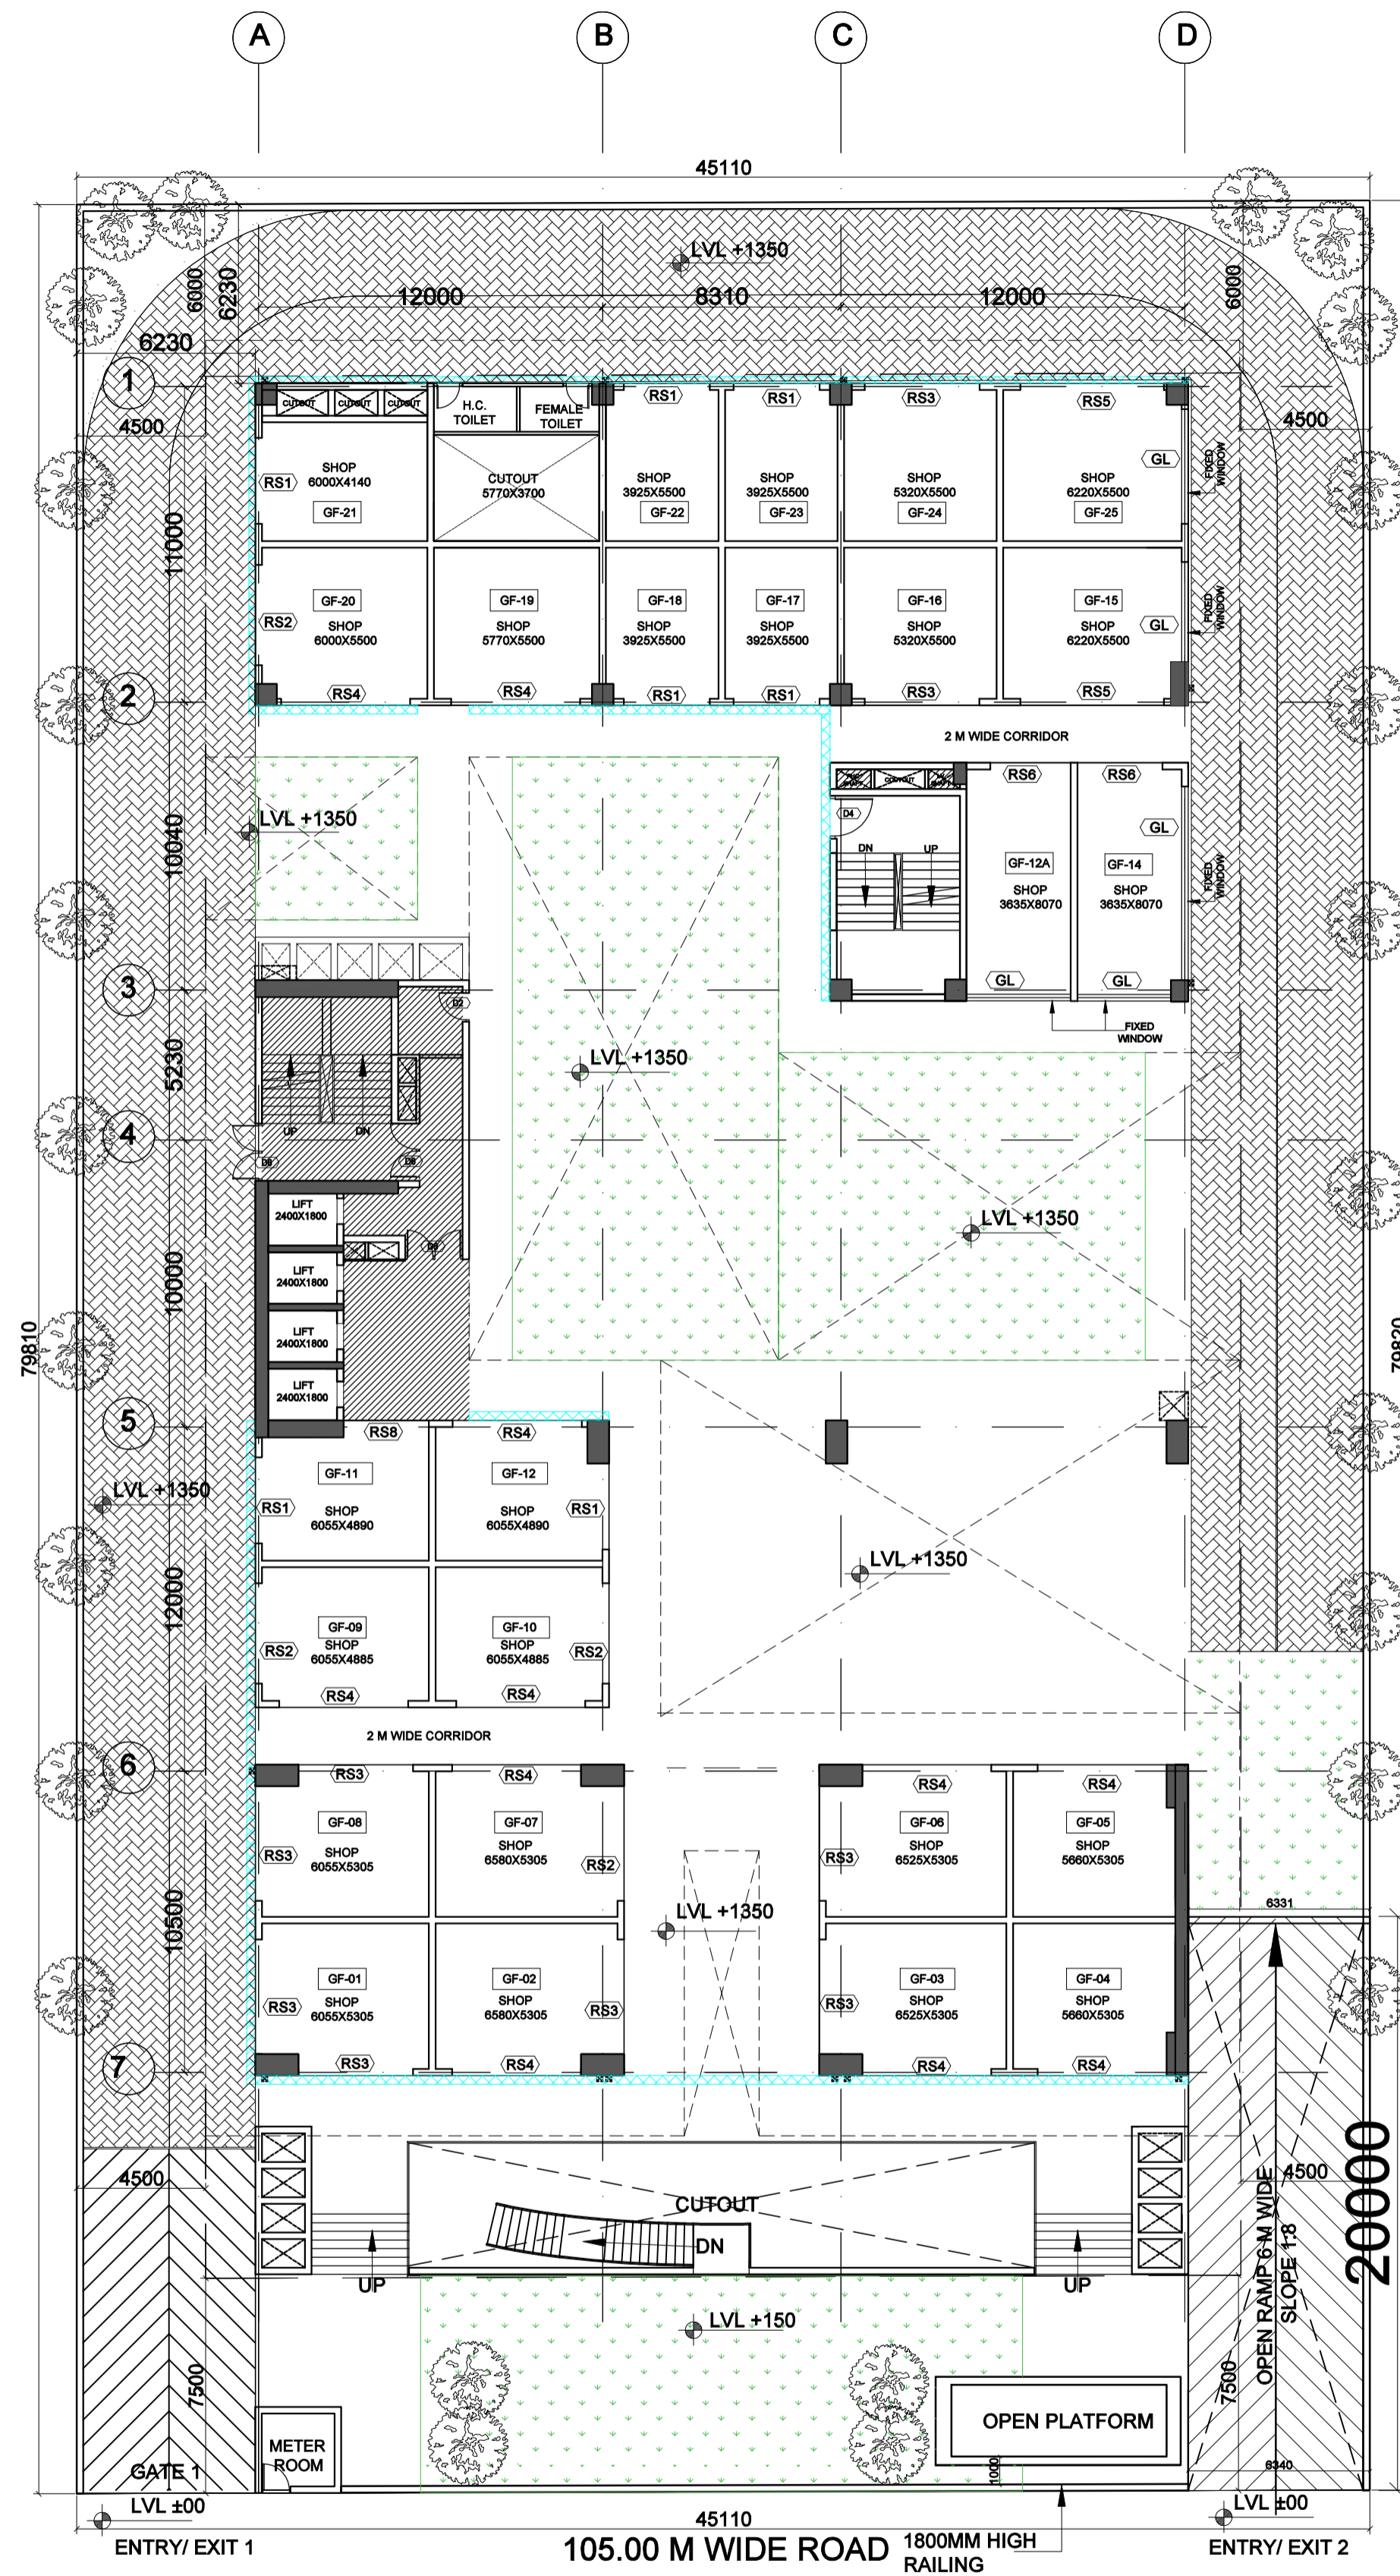 A
B
C
D
45110
LVL +1350
6000
6230
12000
8310
12000
6000
6230
1
4500
4500
CUTOUT
CUTOUT
CUTOUT
H.C.
TOILET
FEMALE
TOILET
RS1
RS1
RS3
RS5
GL
FIXED
WINDOW
RS1
SHOP
6000X4140
GF-21
CUTOUT
5770X3700
SHOP
3925X5500
GF-22
SHOP
3925X5500
GF-23
SHOP
5320X5500
GF-24
SHOP
6220X5500
GF-25
11000
GF-20
SHOP
6000X5500
RS2
GF-19
SHOP
5770X5500
GF-18
SHOP
3925X5500
GF-17
SHOP
3925X5500
GF-16
SHOP
5320X5500
GF-15
SHOP
6220X5500
GL
FIXED
WINDOW
2
RS4
RS4
RS1
RS1
RS3
RS5
2 M WIDE CORRIDOR
CUTOUT
RS6
RS6
LVL +1350
10040
D4
GL
DN
UP
GF-12A
SHOP
3635X8070
GF-14
SHOP
3635X8070
FIXED
WINDOW
3
GL
GL
D2
FIXED
WINDOW
5230
LVL +1350
4
UP
DN
D6
D6
LIFT
2400X1800
LVL +1350
LIFT
2400X1800
10000
LIFT
2400X1800
79810
79820
LIFT
2400X1800
5
RS8
RS4
GF-11
GF-12
LVL +1350
RS1
SHOP
6055X4890
SHOP
6055X4890
RS1
LVL +1350
12000
GF-09
SHOP
6055X4885
GF-10
SHOP
6055X4885
RS2
RS2
RS4
RS4
2 M WIDE CORRIDOR
6
RS3
RS4
RS4
RS4
GF-08
SHOP
6055X5305
RS3
GF-07
SHOP
6580X5305
RS2
GF-06
SHOP
6525X5305
RS3
GF-05
SHOP
5660X5305
10500
LVL +1350
6331
GF-01
SHOP
6055X5305
RS3
GF-02
SHOP
6580X5305
RS3
GF-03
SHOP
6525X5305
RS3
GF-04
SHOP
5660X5305
7
RS3
RS4
RS4
RS4
4500
4500
20000
CUTOUT
DN
UP
UP
OPEN RAMP 6 M WIDE
SLOPE 1:8
LVL +150
7500
7500
OPEN PLATFORM
METER
ROOM
GATE 1
1000
6340
LVL ±00
LVL ±00
45110
ENTRY/ EXIT 1
105.00 M WIDE ROAD
1800MM HIGH
RAILING
ENTRY/ EXIT 2